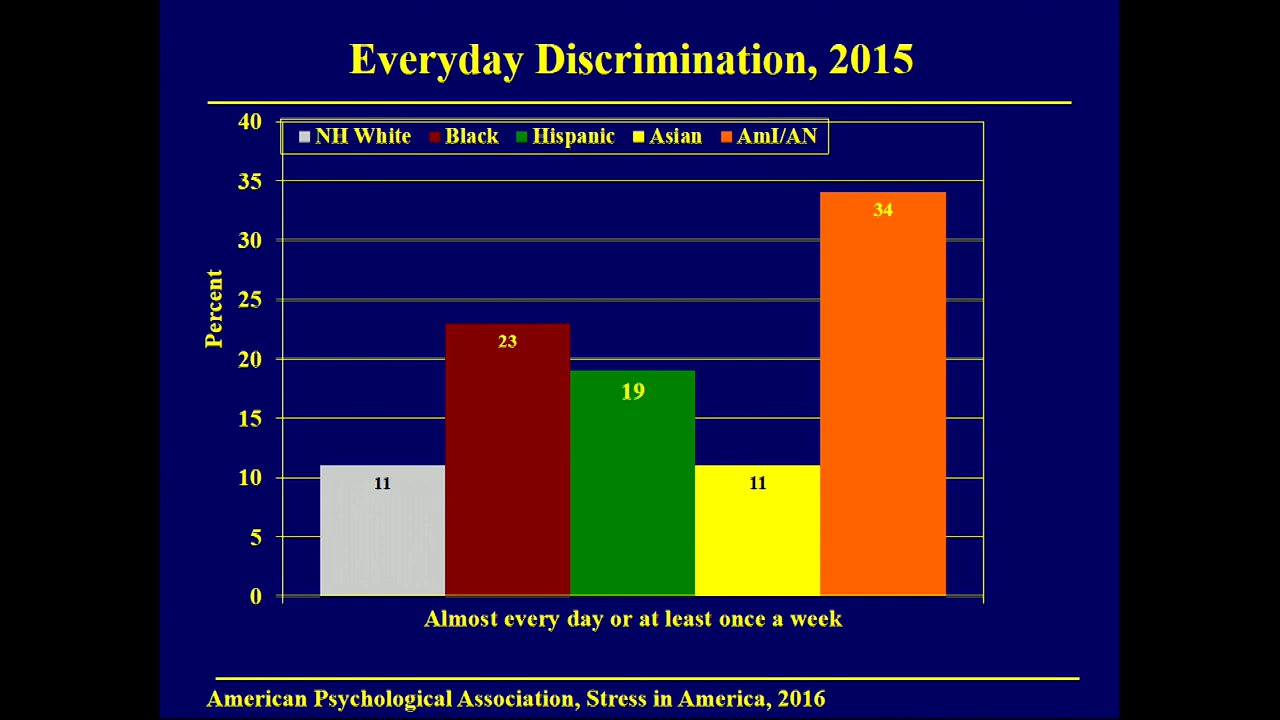 Everyday Discrimination, 2015
40
NH White Black Hispanic Asian AmI/AN
35
34
30
25
23
20
19
15
10
11
11
5
0
Percent
Almost every day or at least once a week
American Psychological Association, Stress in America, 2016